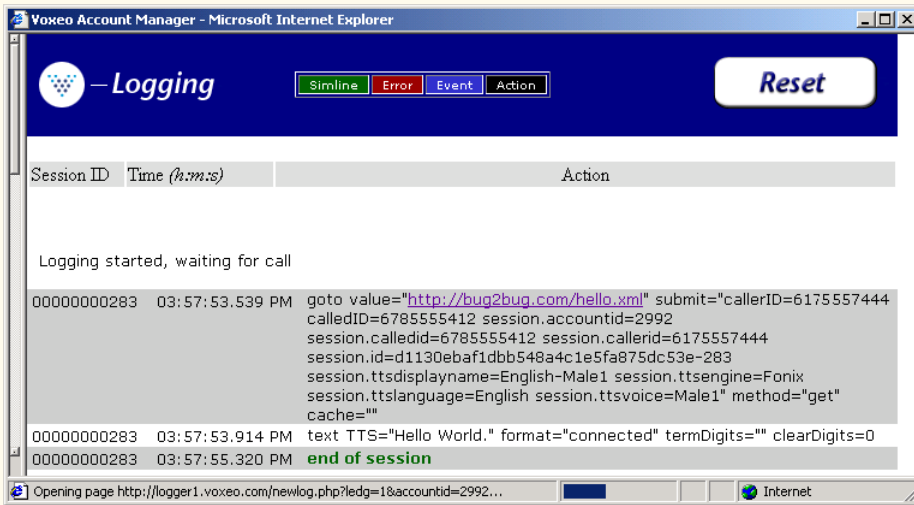 Voxeo Account Manager - Microsoft Internet Explorer
Logging
Simline Error Event Action
Reset
Session ID Time (h:m:s) Action
Logging started, waiting for call
00000000283 03:57:53.539 PM goto value="http://bug2bug.com/hello.xml" submit="callerID=6175557444
calledID=6785555412 session.accountid=2992
session.calledid=6785555412 session.callerid=6175557444
session.id=d1130ebaf1dbb548a4c1e5fa875dc53e-283
session.ttsdisplayname=English-Male1 session.ttsengine=Fonix
session.ttslanguage=English session.ttsvoice=Male1" method="get"
cache=""
00000000283 03:57:53.914 PM text TTS="Hello World." format="connected" termDigits="" clearDigits=0
00000000283 03:57:55.320 PM end of session
Opening page http://logger1.voxeo.com/newlog.php?ledg=1&accountid=2992... Internet